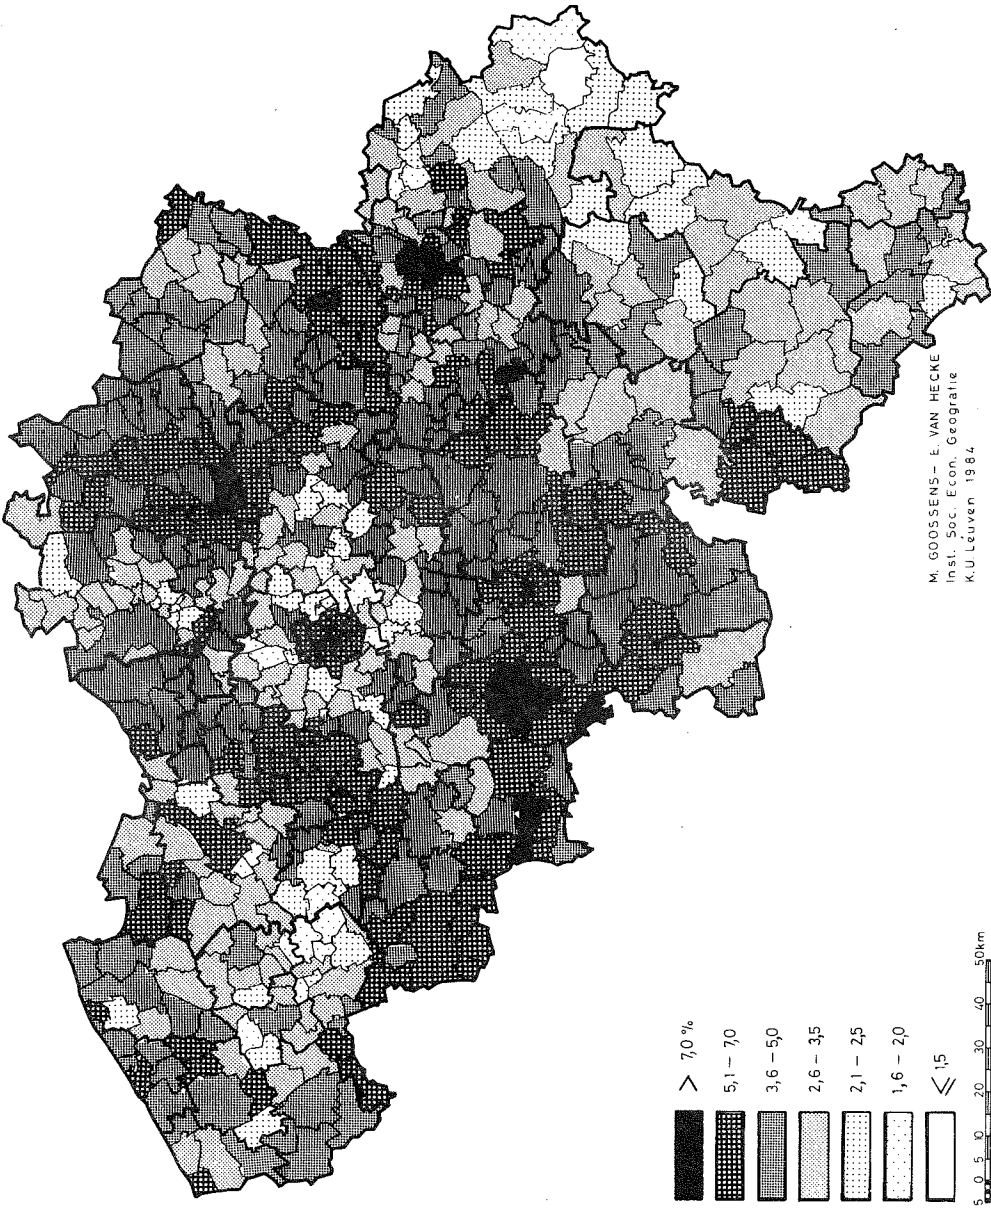 M. GOOSSENS - E. VAN HECKE
Inst. Soc. Econ. Geografie
K.U. Leuven 1984
> 7,0 %
5,1 - 7,0
3,6 - 5,0
2,6 - 3,5
2,1 - 2,5
1,6 - 2,0
⩽ 1,5
5 0 5 10 20 30 40 50km